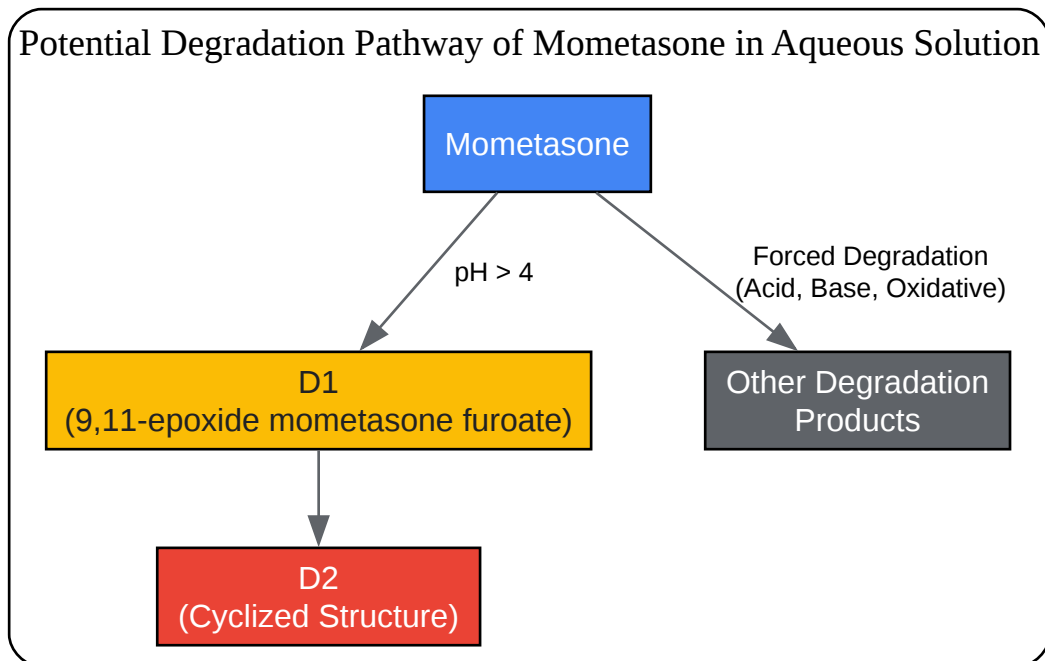 Potential Degradation Pathway of Mometasone in Aqueous Solution
Mometasone
pH > 4
Forced Degradation
(Acid, Base, Oxidative)
D1
(9,11-epoxide mometasone furoate)
Other Degradation
Products
D2
(Cyclized Structure)